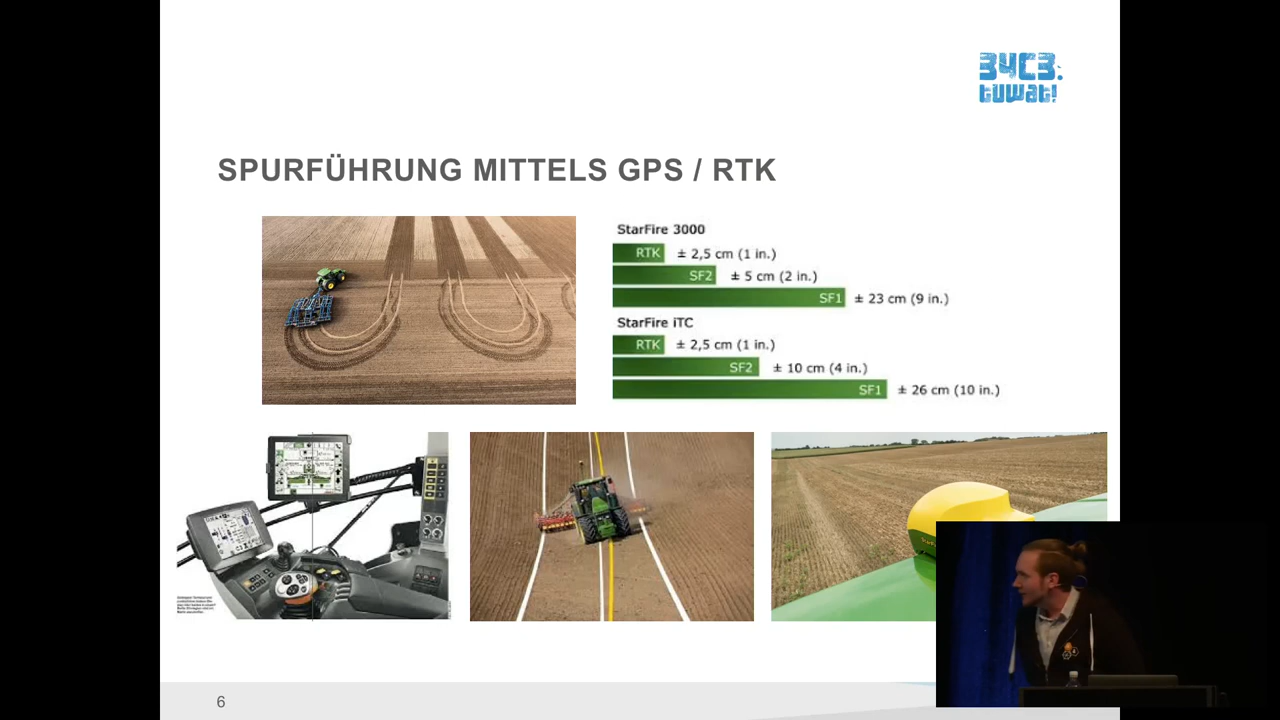 34C3.
tuwat!
SPURFÜHRUNG MITTELS GPS / RTK
StarFire 3000
RTK ± 2,5 cm (1 in.)
SF2 ± 5 cm (2 in.)
SF1 ± 23 cm (9 in.)
StarFire iTC
RTK ± 2,5 cm (1 in.)
SF2 ± 10 cm (4 in.)
SF1 ± 26 cm (10 in.)
6